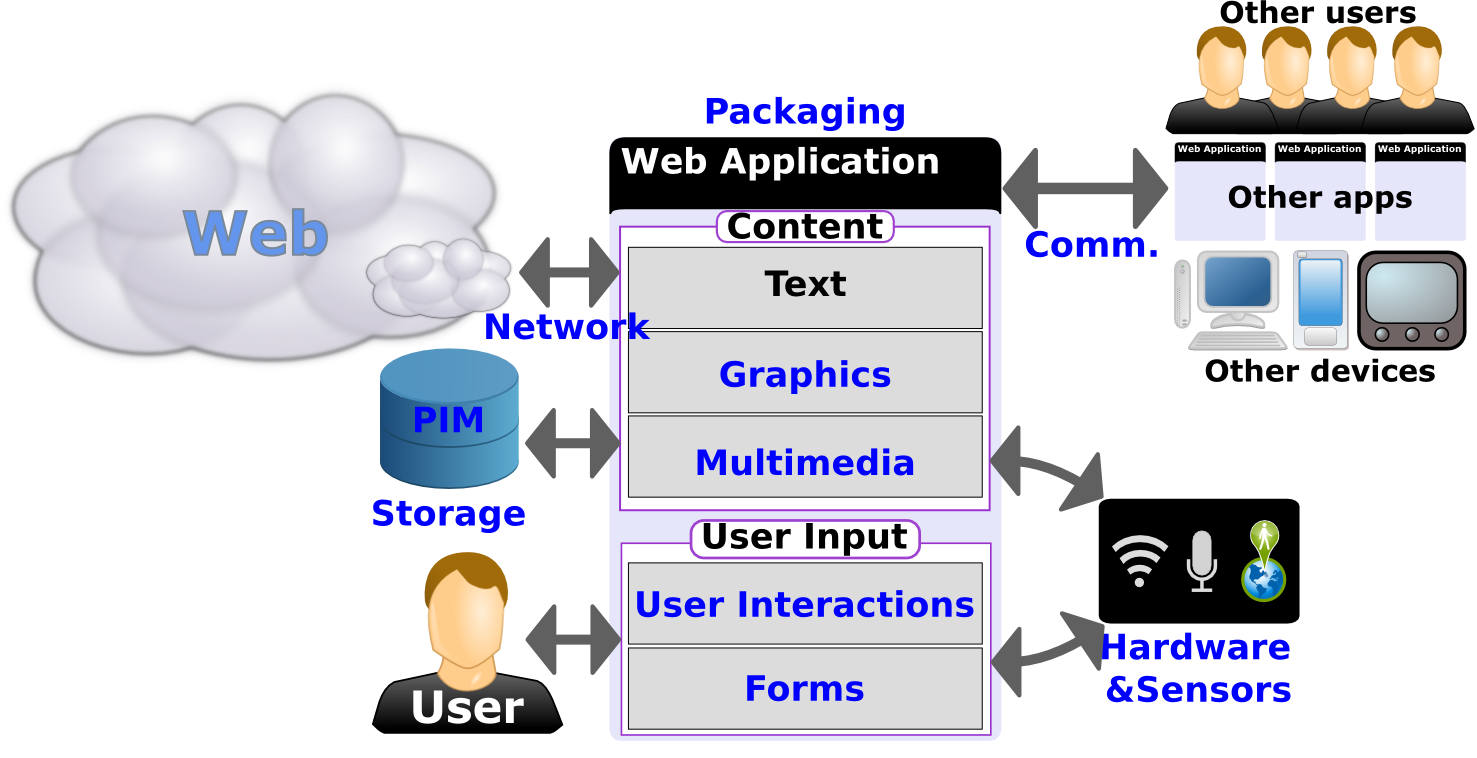 Other users
Packaging
Web Application
Web Application
Web Application
Web Application
Other apps
Web
Content
Comm.
Text
Network
Other devices
Graphics
PIM
Multimedia
Storage
User Input
User Interactions
Hardware
&Sensors
Forms
User